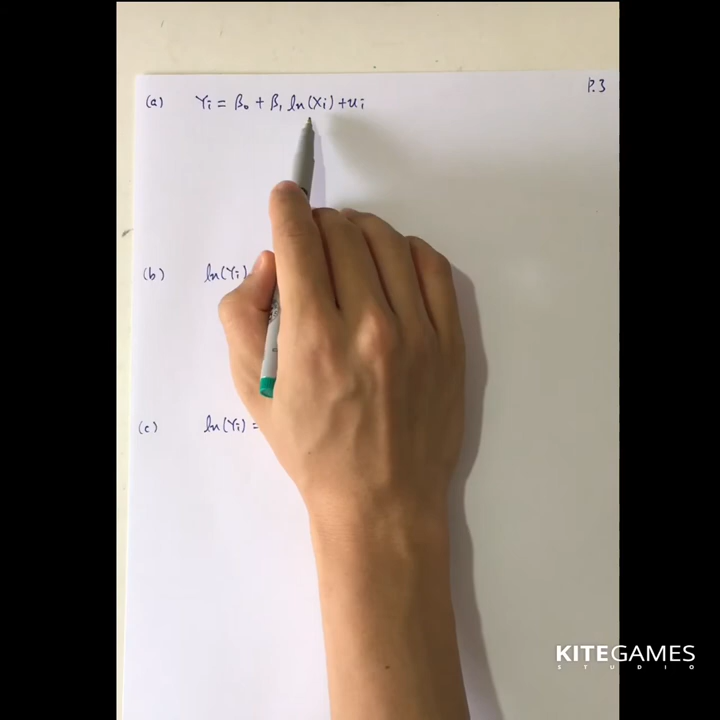 P.3
(a) Yi = β₀ + β₁ ln(Xi) + ui
(b) ln(Yi)
(c) ln(Yi) =
KITEGAMES
STUDIO